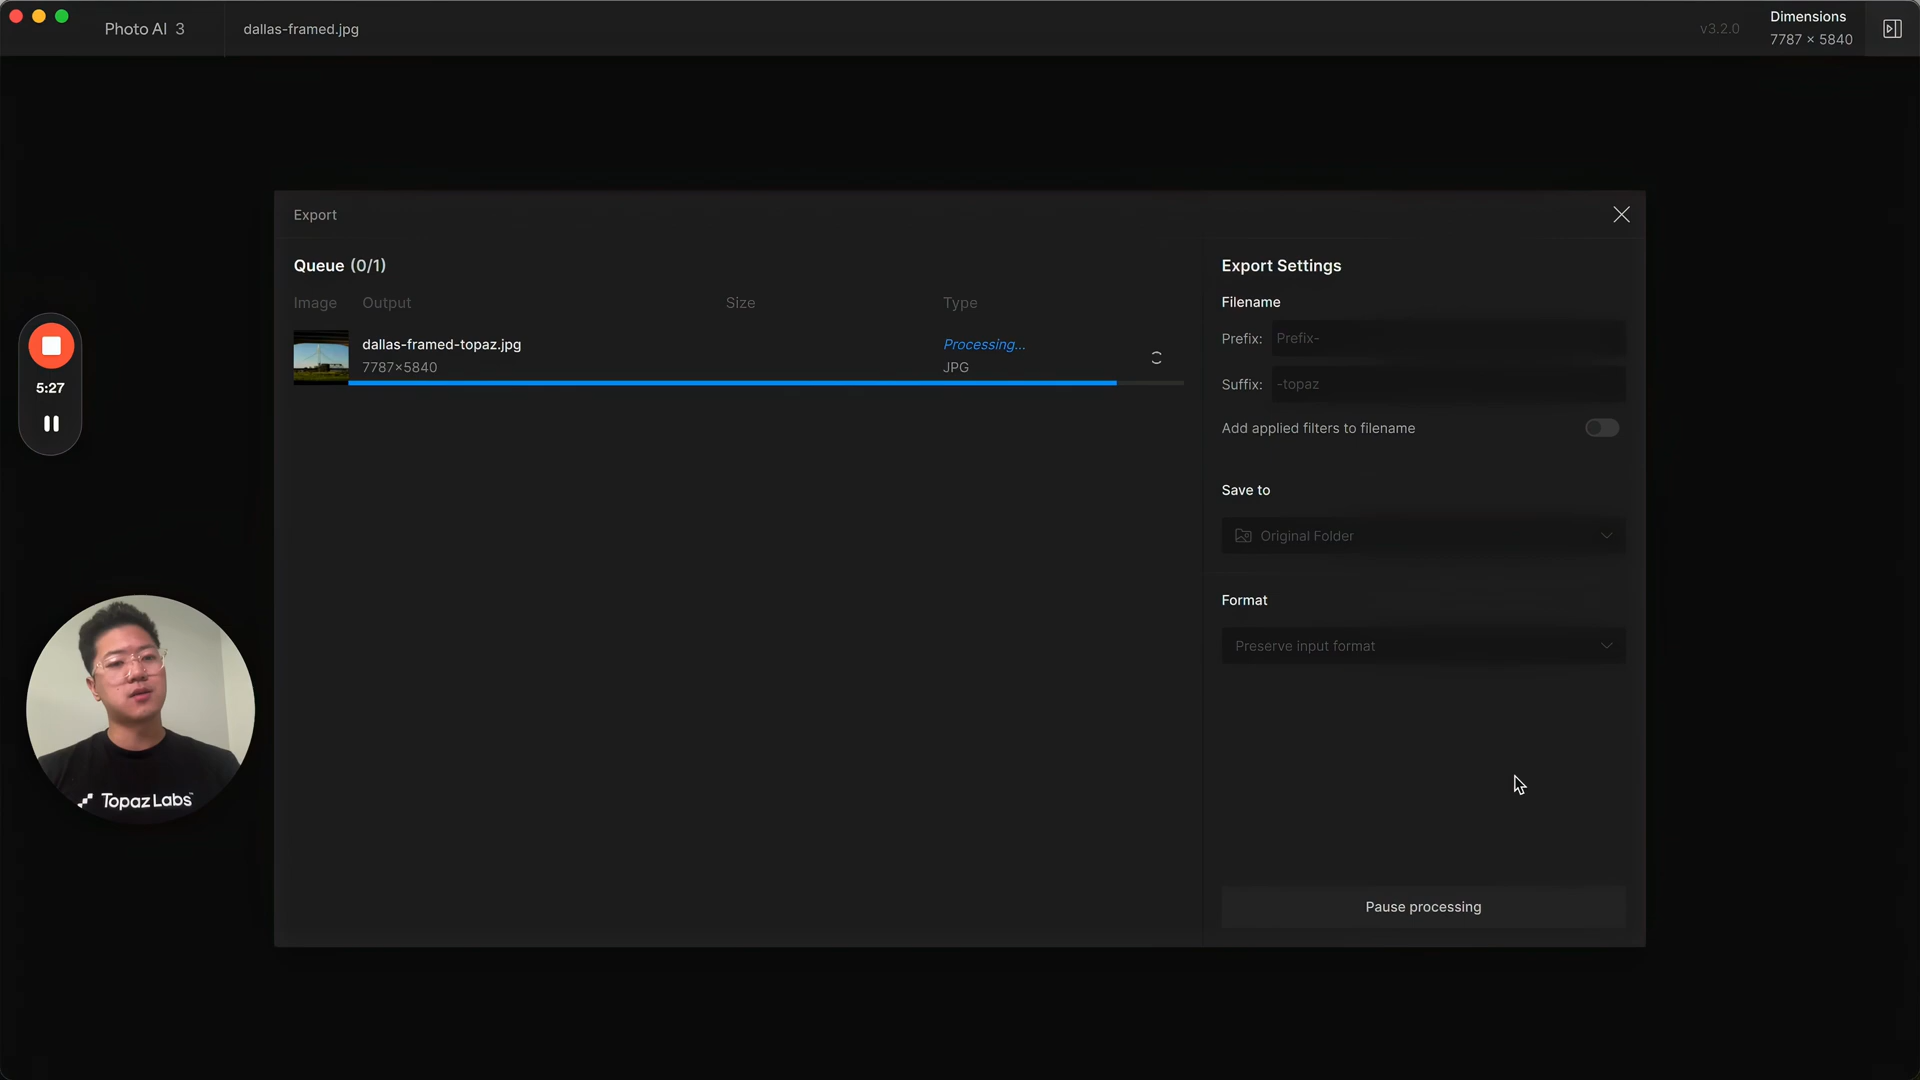 Photo AI 3
dallas-framed.jpg
v3.2.0
Dimensions
7787 × 5840
Export
Queue (0/1)
Image Output Size Type
dallas-framed-topaz.jpg Processing...
7787×5840 JPG
Export Settings
Filename
Prefix: Prefix-
Suffix: -topaz
Add applied filters to filename
Save to
Original Folder
Format
Preserve input format
Pause processing
5:27
Topaz Labs™